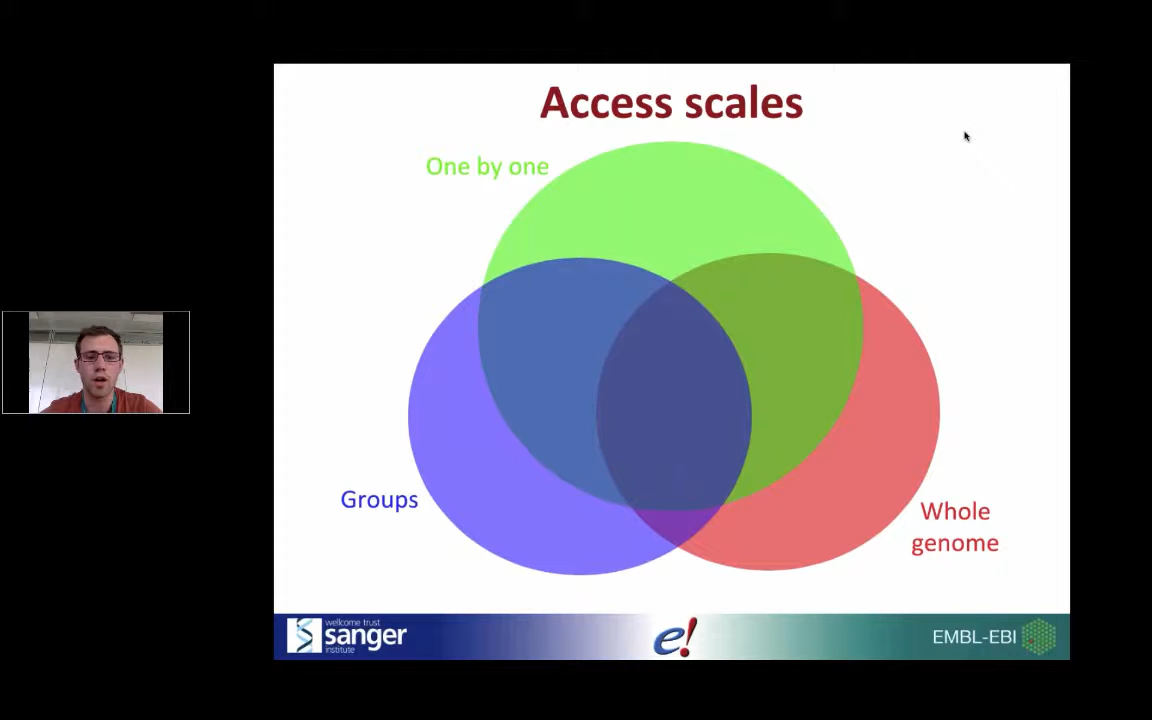 Access scales
One by one
Groups
Whole
genome
wellcome trust
sanger
institute
e!
EMBL-EBI